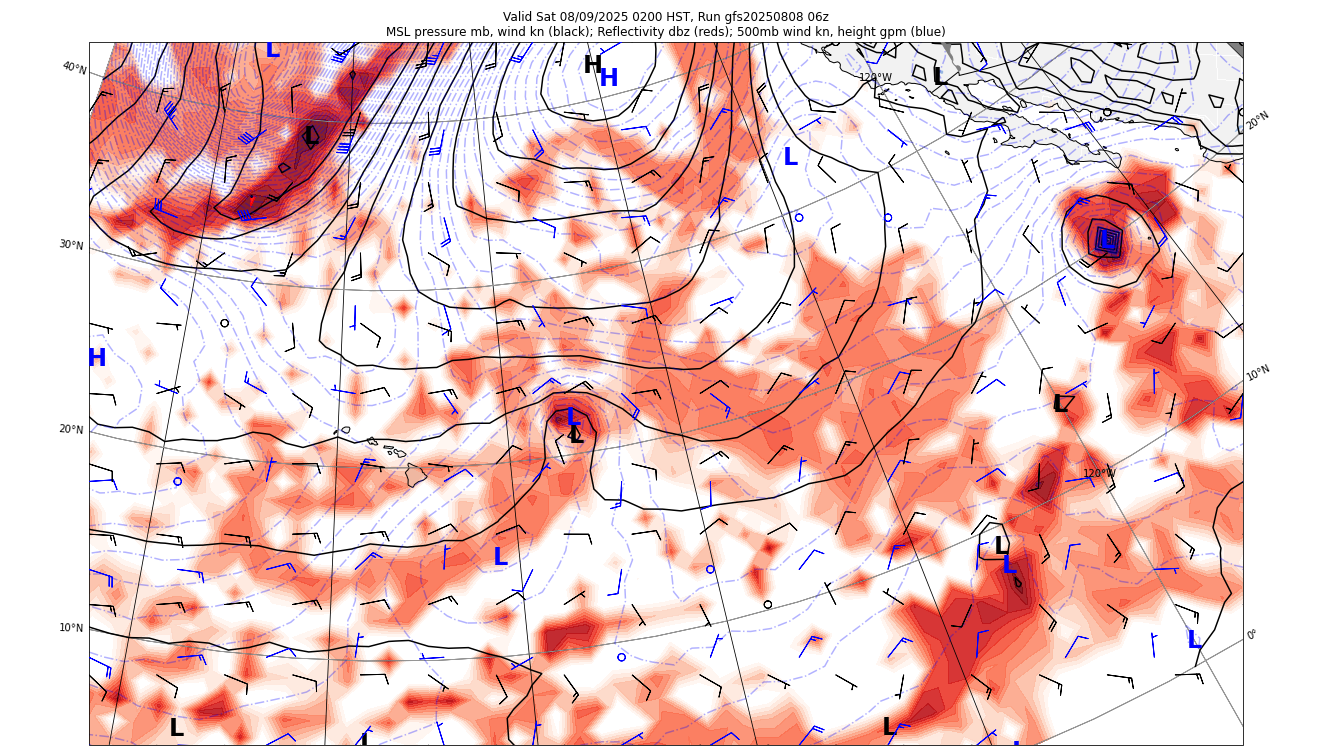 Valid Sat 08/09/2025 0200 HST, Run gfs20250808 06z
MSL pressure mb, wind kn (black); Reflectivity dbz (reds); 500mb wind kn, height gpm (blue)
L
H
H
L
120°W
40°N
L
20°N
L
30°N
H
10°N
L
L
L
20°N
120°W
L
L
L
10°N
0°
L
L
L
L